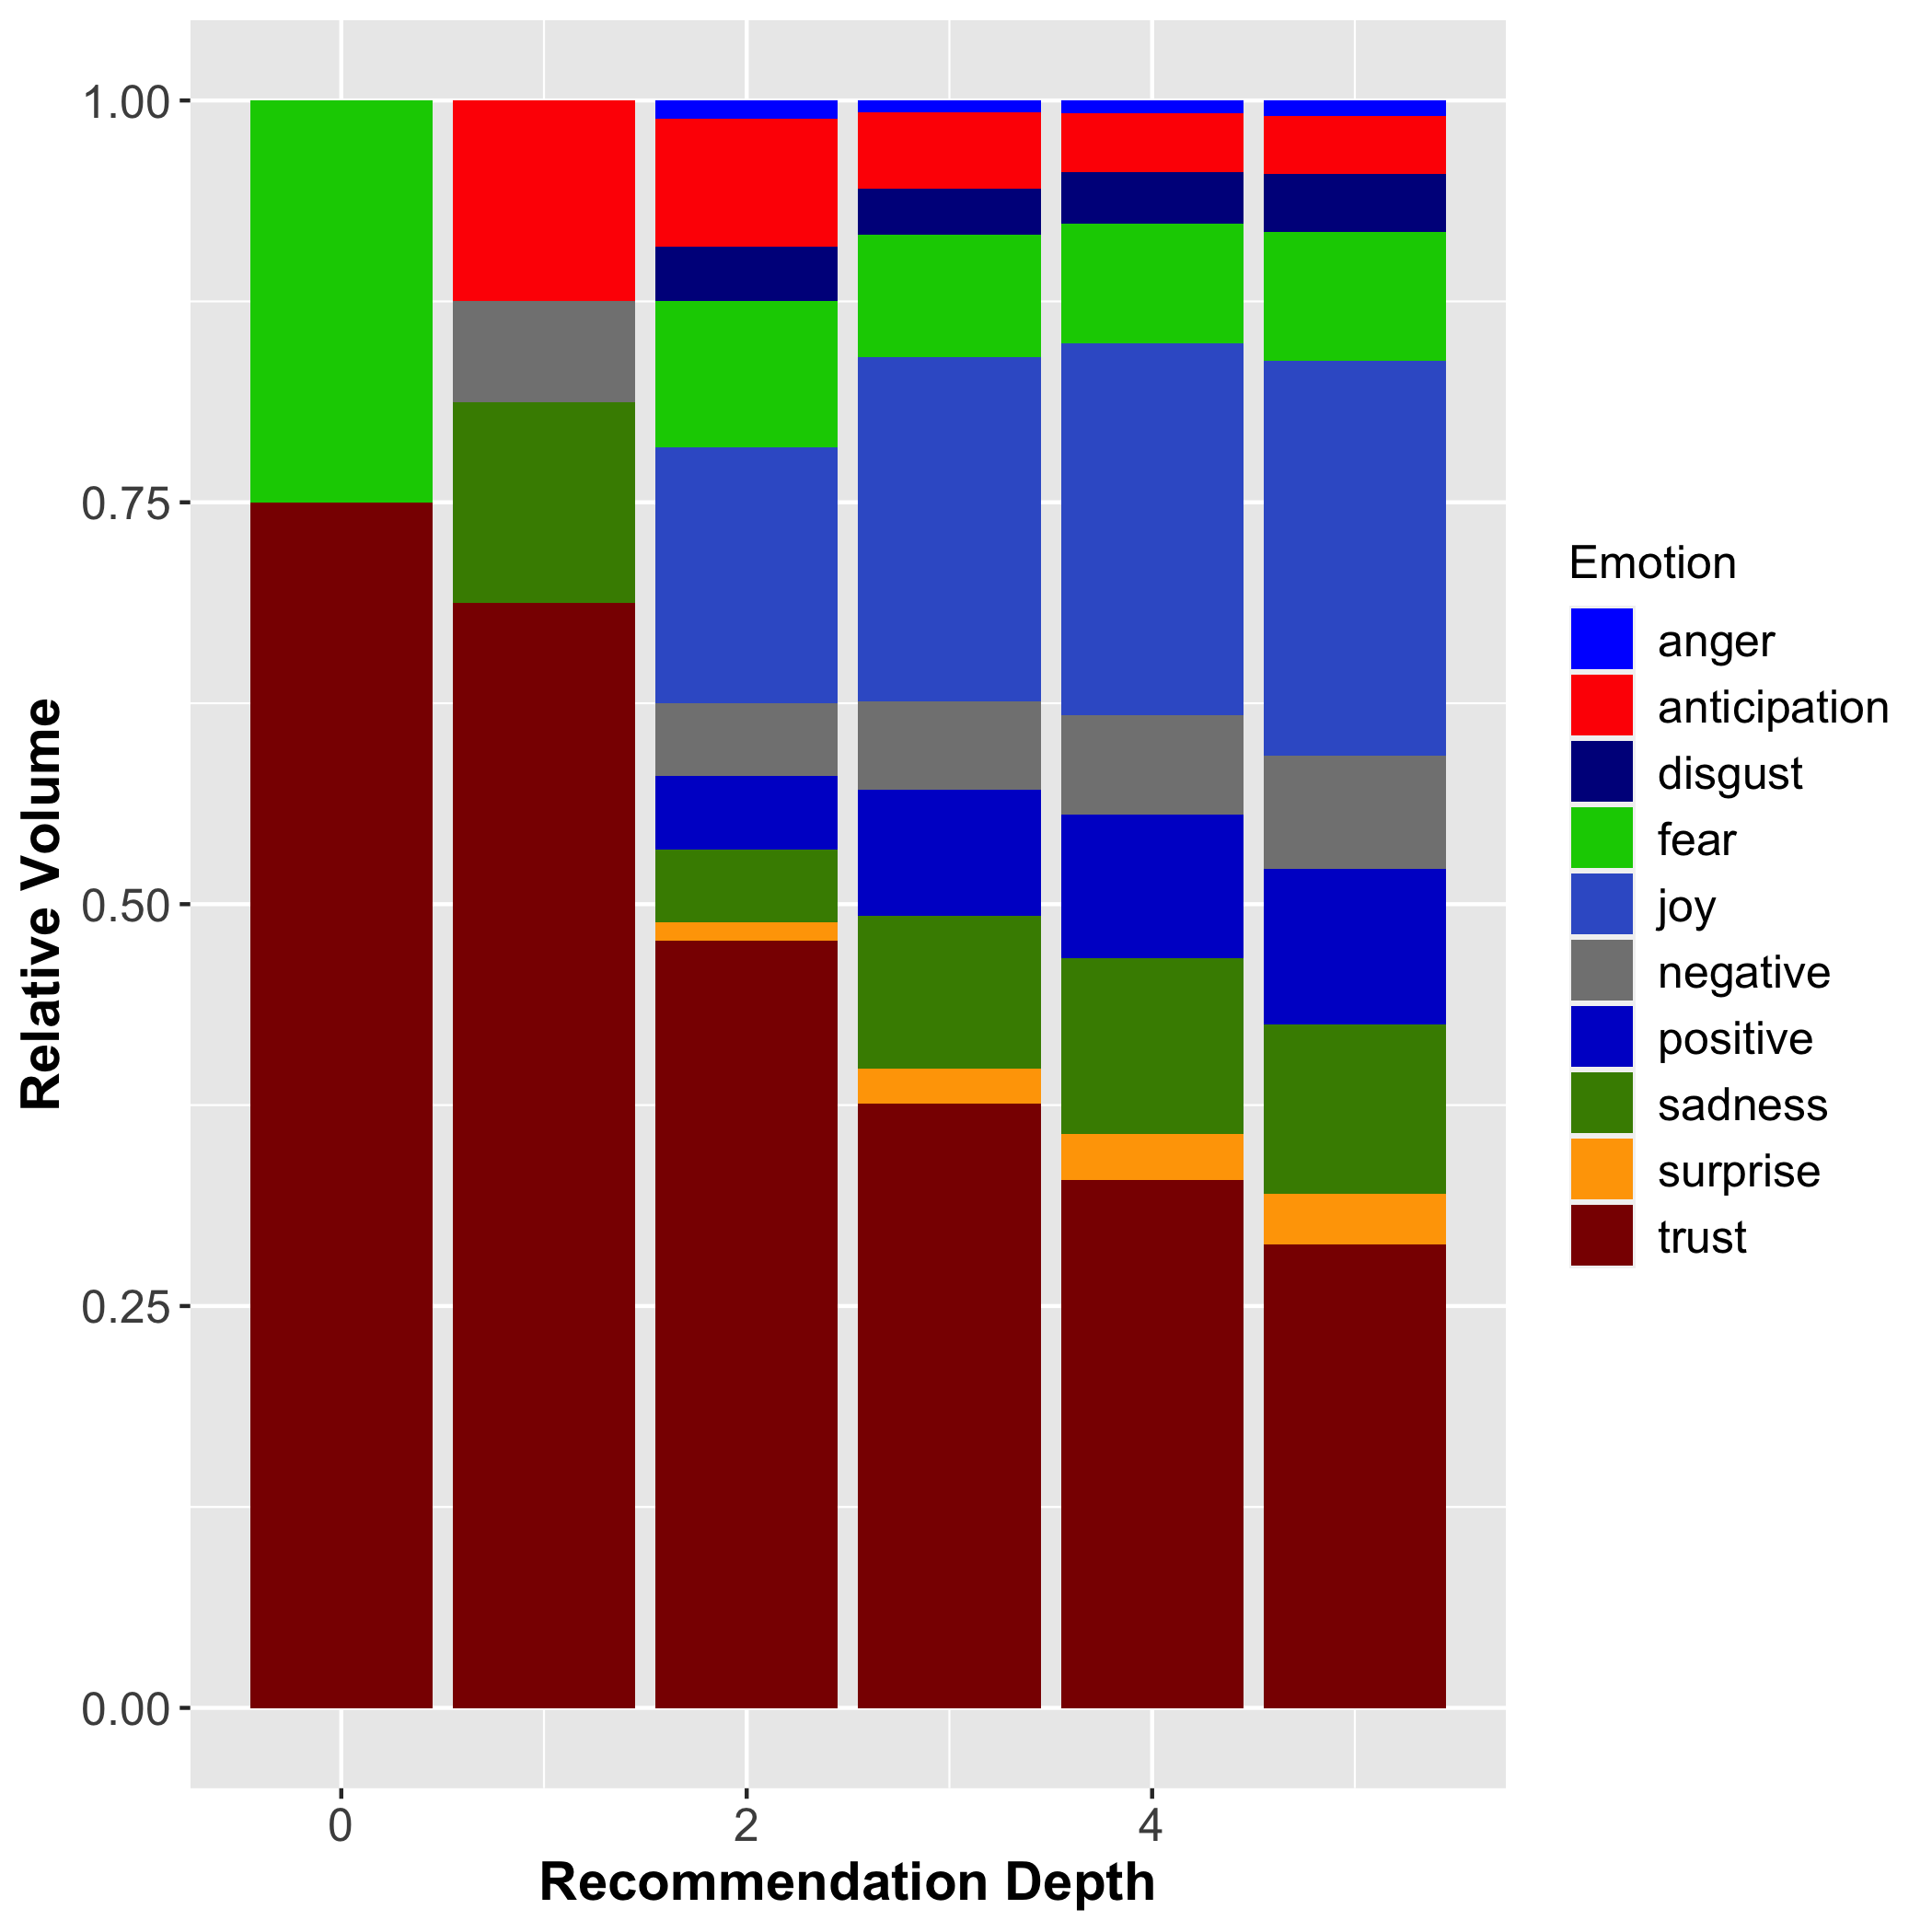 1.00
0.75
0.50
0.25
0.00
Relative Volume
0
2
4
Recommendation Depth
Emotion
anger
anticipation
disgust
fear
joy
negative
positive
sadness
surprise
trust